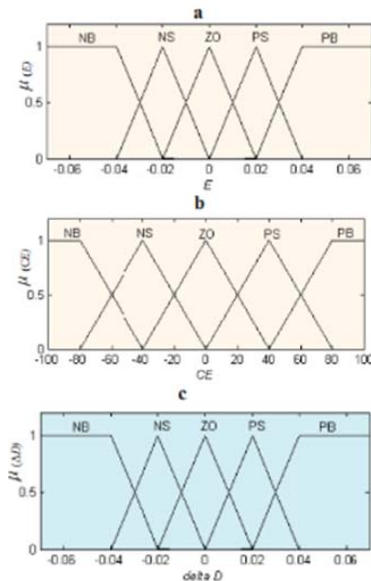 a
NB NS ZO PS PB
1
0.5
0
μ (E)
-0.06 -0.04 -0.02 0 0.02 0.04 0.06
E
b
NB NS ZO PS PB
1
0.5
0
μ (CE)
-100 -80 -60 -40 -20 0 20 40 60 80 100
CE
c
NB NS ZO PS PB
1
0.5
0
μ (ΔD)
-0.06 -0.04 -0.02 0 0.02 0.04 0.06
delta D